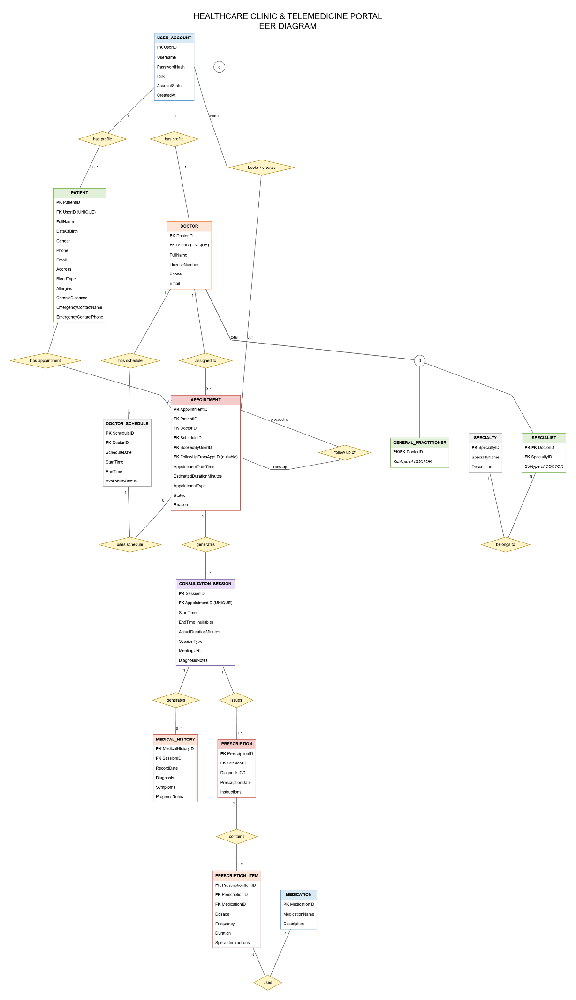 HEALTHCARE CLINIC & TELEMEDICINE PORTAL
EER DIAGRAM
USER_ACCOUNT
PK UserID
Username
PasswordHash
Role
AccountStatus
CreatedAt
d
1
1
Admin
has profile
has profile
0..1
0..1
books / creates
PATIENT
PK PatientID
FK UserID (UNIQUE)
FullName
DateOfBirth
Gender
Phone
Email
Address
BloodType
Allergies
ChronicDiseases
EmergencyContactName
EmergencyContactPhone
DOCTOR
PK DoctorID
FK UserID (UNIQUE)
FullName
LicenseNumber
Phone
Email
1
1
1
total
0..*
has appointment
has schedule
assigned to
d
0..*
0..
1..*
APPOINTMENT
PK AppointmentID
FK PatientID
FK DoctorID
FK ScheduleID
FK BookedByUserID
FK FollowUpFromApptID (nullable)
AppointmentDateTime
EstimatedDurationMinutes
AppointmentType
Status
Reason
DOCTOR_SCHEDULE
PK ScheduleID
FK DoctorID
ScheduleDate
StartTime
EndTime
AvailabilityStatus
proceeding
follow up of
follow-up
GENERAL_PRACTITIONER
PK/FK DoctorID
Subtype of DOCTOR
SPECIALTY
PK SpecialtyID
SpecialtyName
Description
SPECIALIST
PK/FK DoctorID
FK SpecialtyID
Subtype of DOCTOR
1
N
1
0..*
1
uses schedule
generates
belongs to
0..1
CONSULTATION_SESSION
PK SessionID
FK AppointmentID (UNIQUE)
StartTime
EndTime (nullable)
ActualDurationMinutes
SessionType
MeetingURL
DiagnosisNotes
1
1
generates
issues
0..*
0..*
MEDICAL_HISTORY
PK MedicalHistoryID
FK SessionID
RecordDate
Diagnosis
Symptoms
ProgressNotes
PRESCRIPTION
PK PrescriptionID
FK SessionID
DiagnosisICD
PrescriptionDate
Instructions
1
contains
1..*
PRESCRIPTION_ITEM
PK PrescriptionItemID
FK PrescriptionID
FK MedicationID
Dosage
Frequency
Duration
SpecialInstructions
MEDICATION
PK MedicationID
MedicationName
Description
1
N
uses